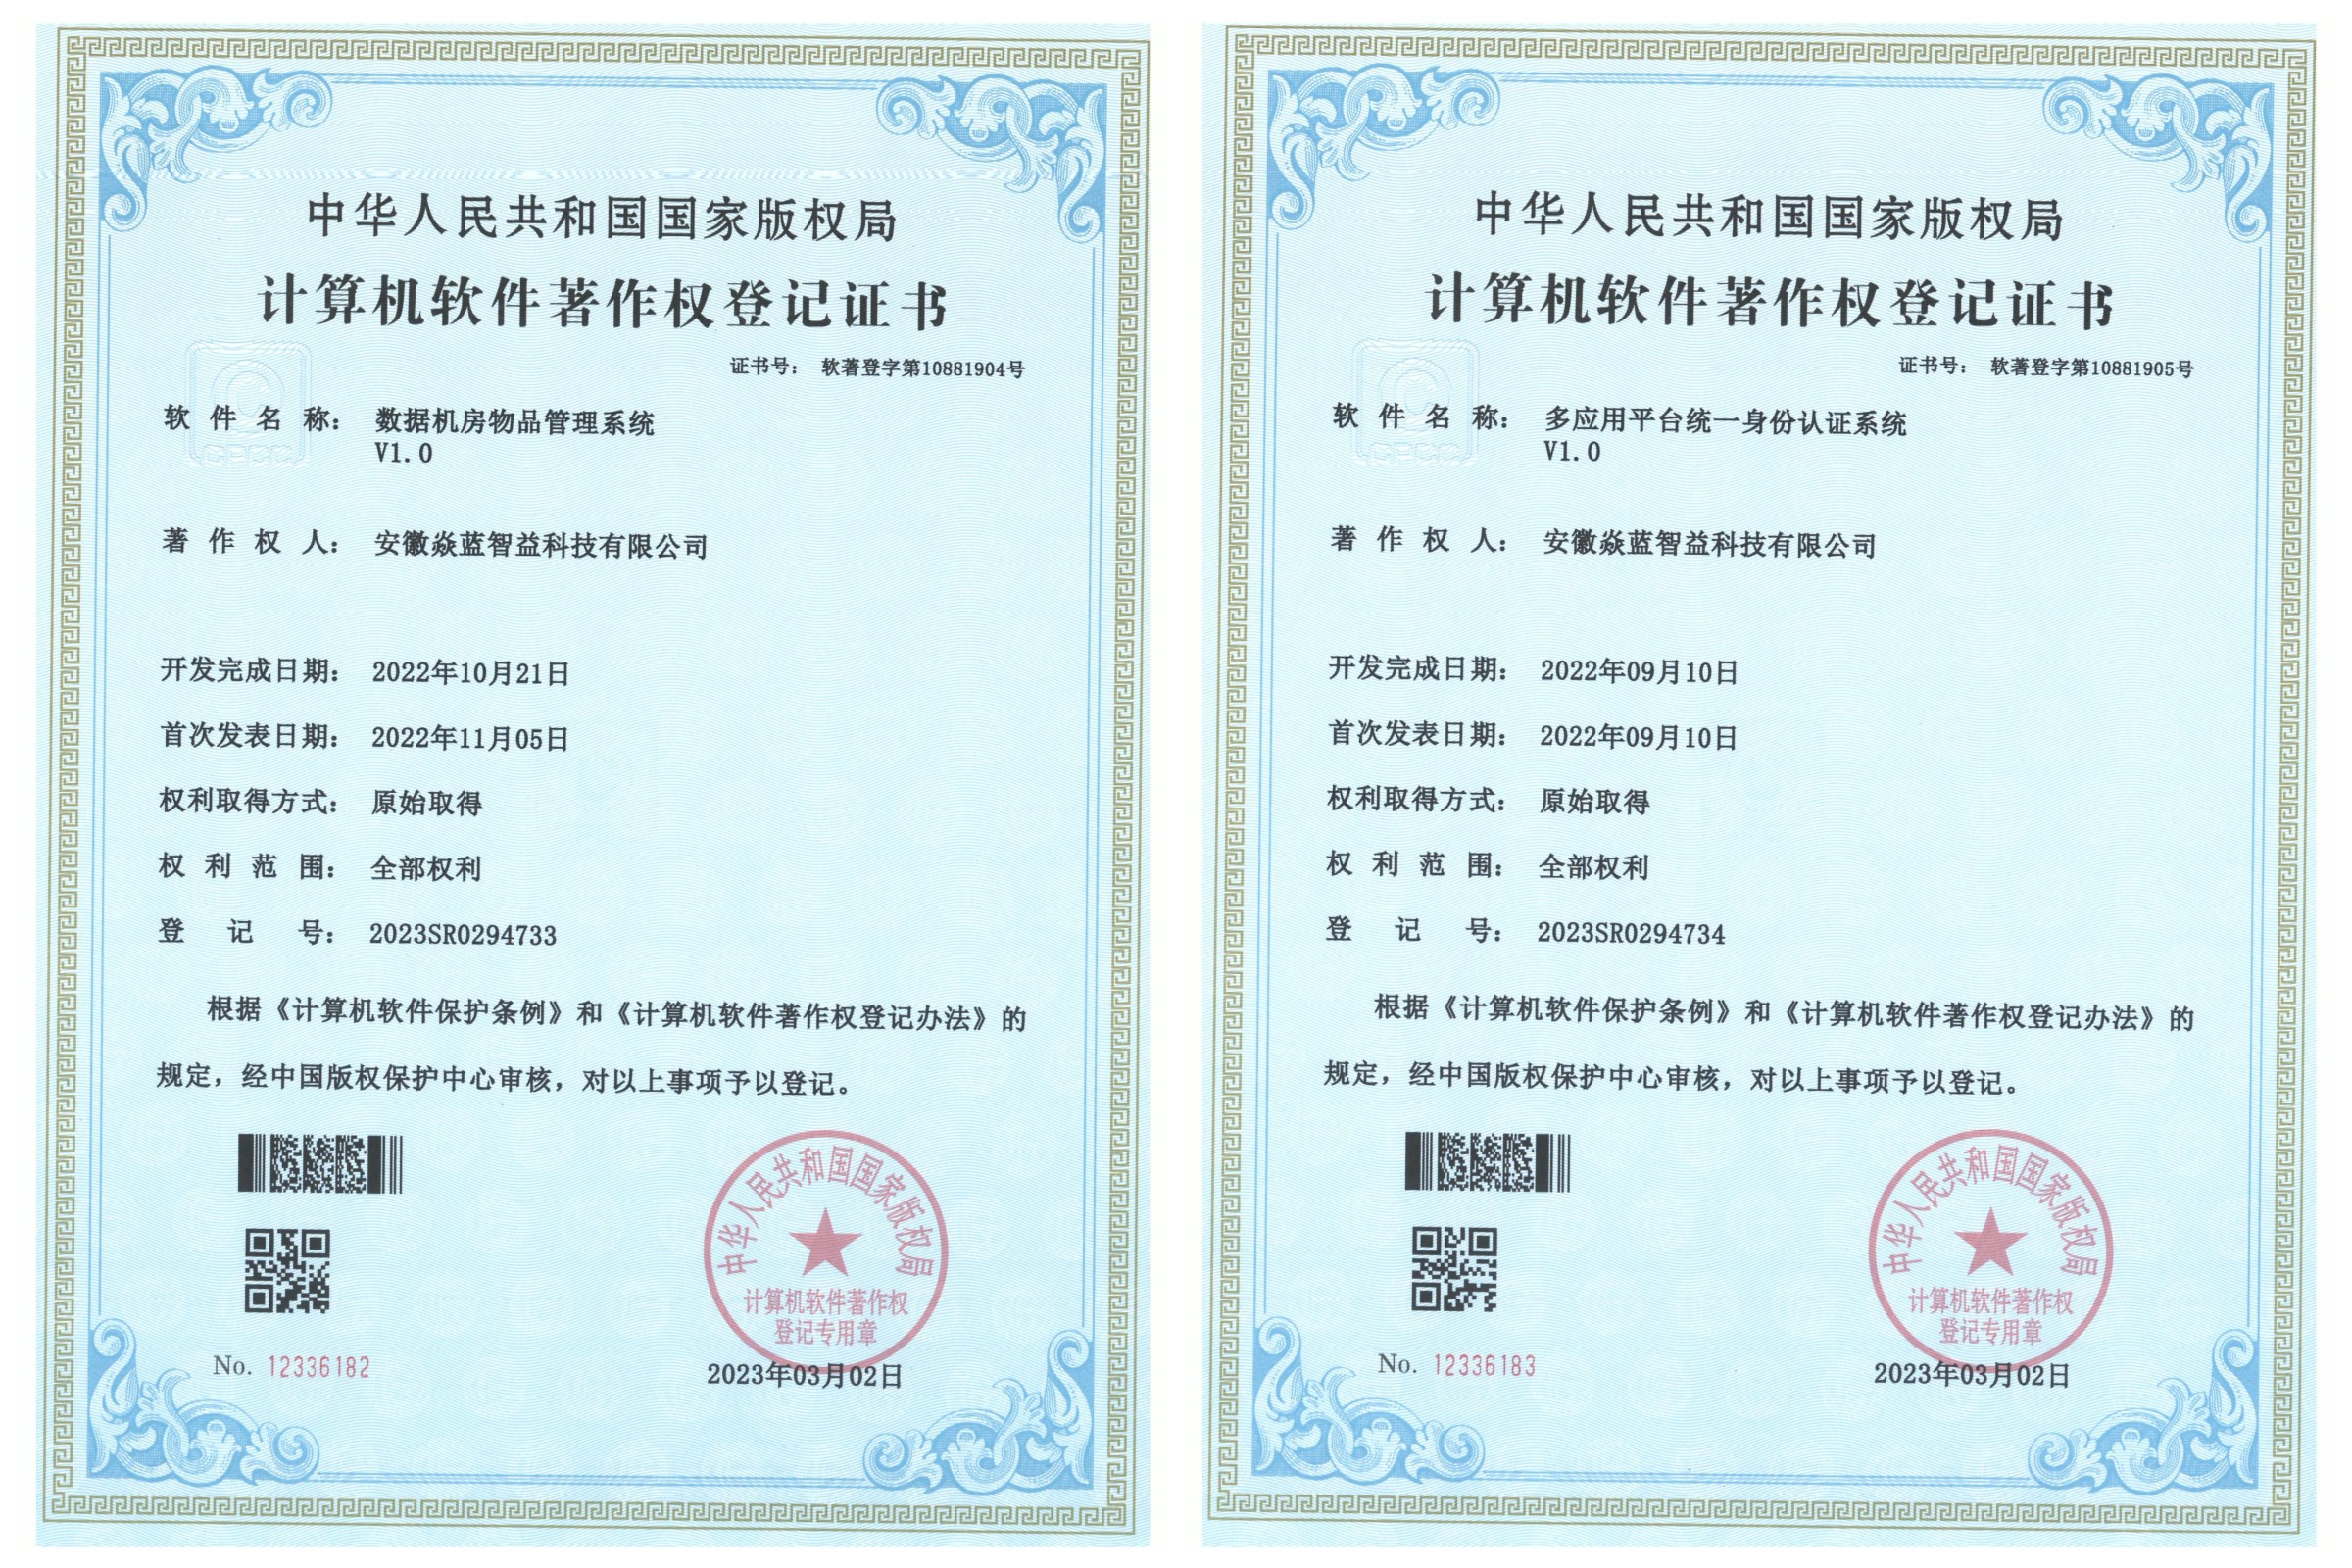 中华人民共和国国家版权局
计算机软件著作权登记证书
证书号： 软著登字第10881904号
软件名称： 数据机房物品管理系统
V1.0
著作权人： 安徽焱蓝智益科技有限公司
开发完成日期： 2022年10月21日
首次发表日期： 2022年11月05日
权利取得方式： 原始取得
权利范围： 全部权利
登记号： 2023SR0294733
根据《计算机软件保护条例》和《计算机软件著作权登记办法》的
规定，经中国版权保护中心审核，对以上事项予以登记。
中华人民共和国国家版权局
计算机软件著作权
登记专用章
No. 12336182
2023年03月02日
中华人民共和国国家版权局
计算机软件著作权登记证书
证书号： 软著登字第10881905号
软件名称： 多应用平台统一身份认证系统
V1.0
著作权人： 安徽焱蓝智益科技有限公司
开发完成日期： 2022年09月10日
首次发表日期： 2022年09月10日
权利取得方式： 原始取得
权利范围： 全部权利
登记号： 2023SR0294734
根据《计算机软件保护条例》和《计算机软件著作权登记办法》的
规定，经中国版权保护中心审核，对以上事项予以登记。
中华人民共和国国家版权局
计算机软件著作权
登记专用章
No. 12336183
2023年03月02日